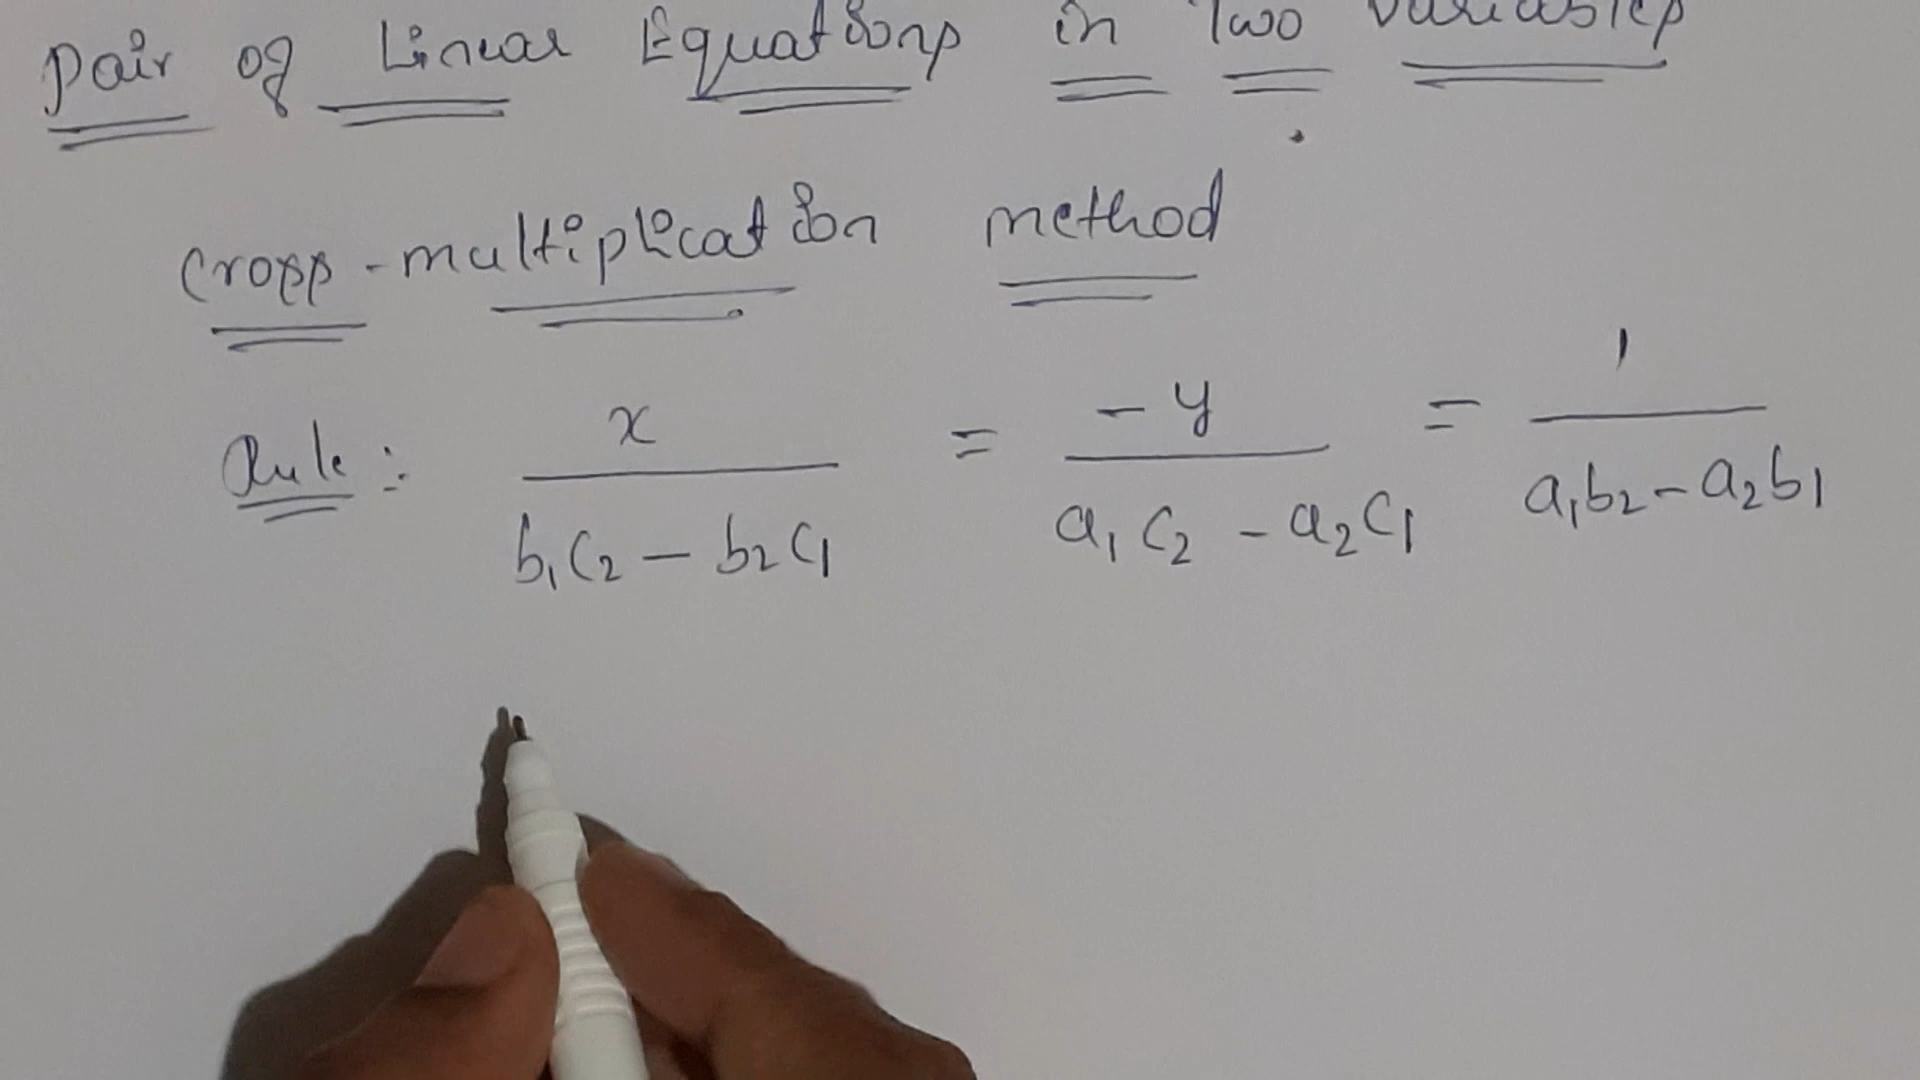 Pair of Linear Equations in Two Variables
Cross-multiplication method
Rule: x / (b₁c₂ - b₂c₁) = -y / (a₁c₂ - a₂c₁) = 1 / (a₁b₂ - a₂b₁)